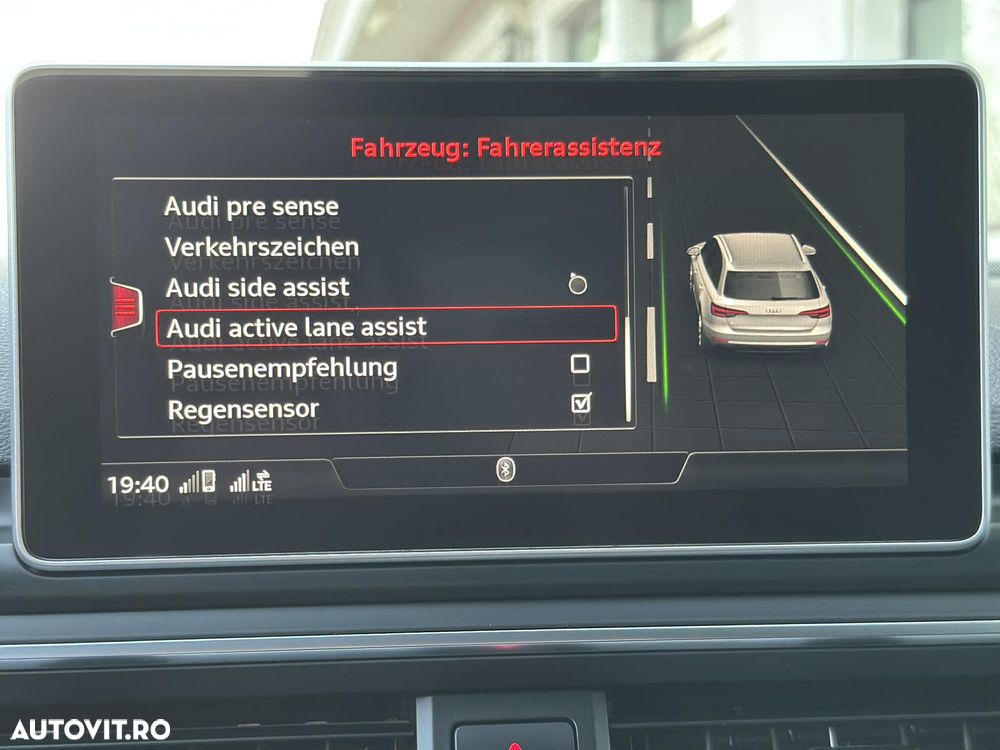 Fahrzeug: Fahrerassistenz
Audi pre sense
Verkehrszeichen
Audi side assist
Audi active lane assist
Pausenempfehlung
Regensensor
19:40
LTE
AUTOVIT.RO